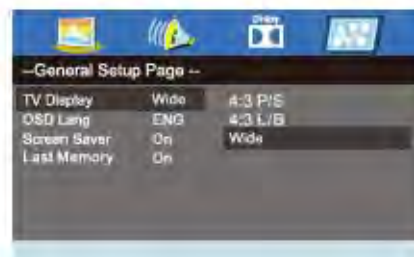 DOLBY
--General Setup Page --
TV Display Wide 4:3 P/S
OSD Lang ENG 4:3 L/B
Screen Saver On Wide
Last Memory On